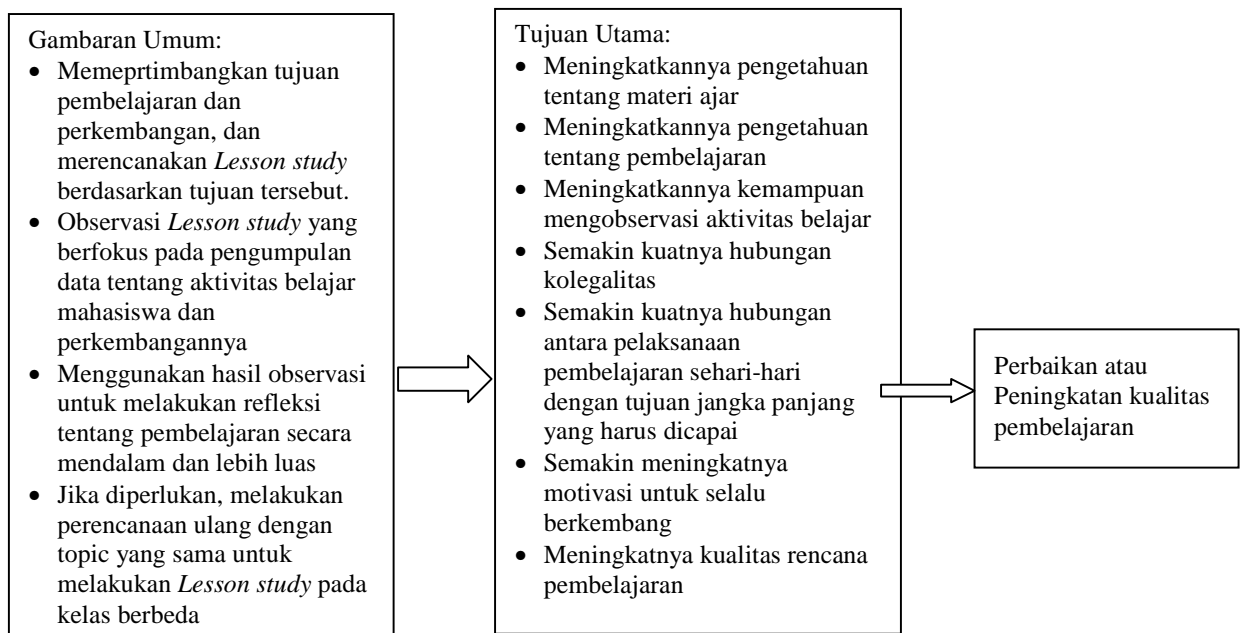 Gambaran Umum:
• Memeprtimbangkan tujuan
pembelajaran dan
perkembangan, dan
merencanakan Lesson study
berdasarkan tujuan tersebut.
• Observasi Lesson study yang
berfokus pada pengumpulan
data tentang aktivitas belajar
mahasiswa dan
perkembangannya
• Menggunakan hasil observasi
untuk melakukan refleksi
tentang pembelajaran secara
mendalam dan lebih luas
• Jika diperlukan, melakukan
perencanaan ulang dengan
topic yang sama untuk
melakukan Lesson study pada
kelas berbeda
Tujuan Utama:
• Meningkatkannya pengetahuan
tentang materi ajar
• Meningkatkannya pengetahuan
tentang pembelajaran
• Meningkatkannya kemampuan
mengobservasi aktivitas belajar
• Semakin kuatnya hubungan
kolegalitas
• Semakin kuatnya hubungan
antara pelaksanaan
pembelajaran sehari-hari
dengan tujuan jangka panjang
yang harus dicapai
• Semakin meningkatnya
motivasi untuk selalu
berkembang
• Meningkatnya kualitas rencana
pembelajaran
Perbaikan atau
Peningkatan kualitas
pembelajaran